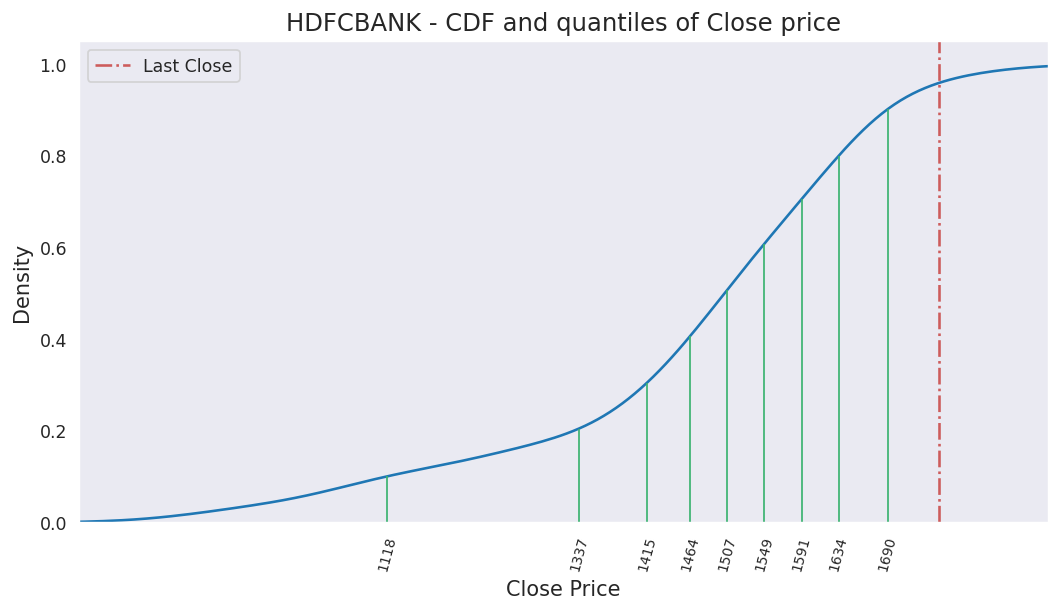 HDFCBANK - CDF and quantiles of Close price
Last Close
1.0
0.8
0.6
0.4
0.2
0.0
Density
1118 1337 1415 1464 1507 1549 1591 1634 1690
Close Price